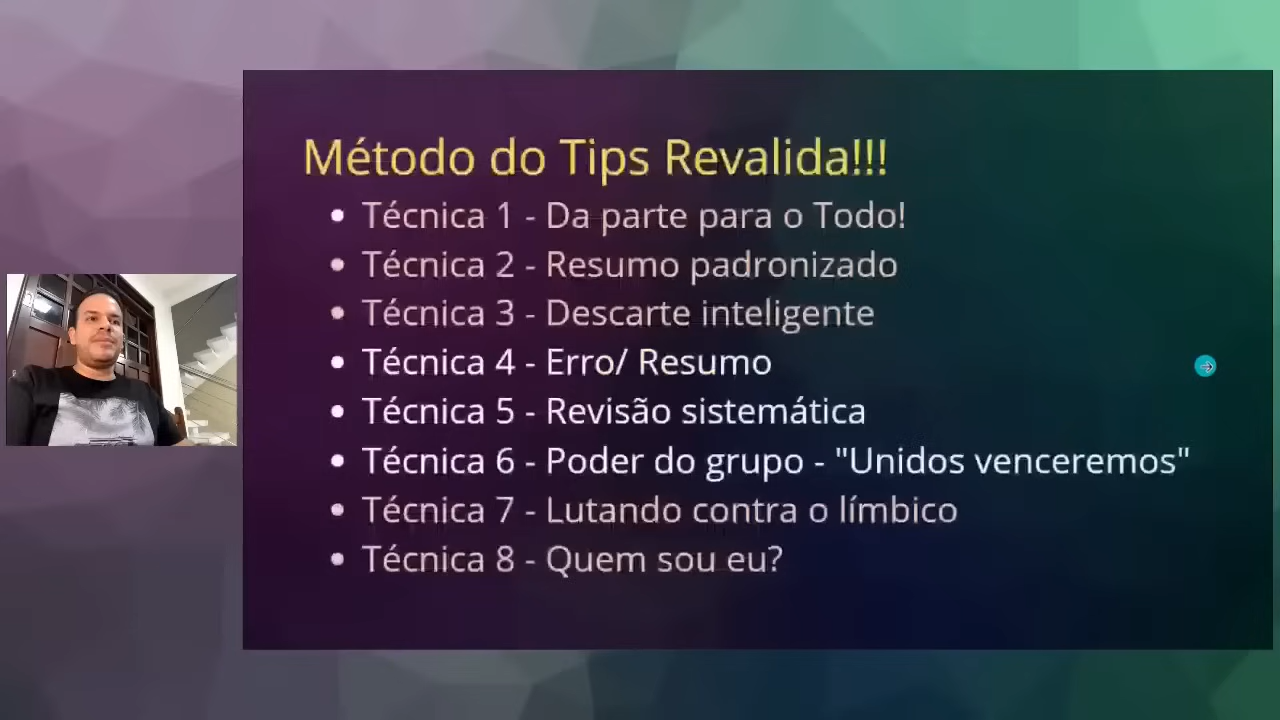 Método do Tips Revalida!!!
• Técnica 1 - Da parte para o Todo!
• Técnica 2 - Resumo padronizado
• Técnica 3 - Descarte inteligente
• Técnica 4 - Erro/ Resumo
• Técnica 5 - Revisão sistemática
• Técnica 6 - Poder do grupo - "Unidos venceremos"
• Técnica 7 - Lutando contra o límbico
• Técnica 8 - Quem sou eu?